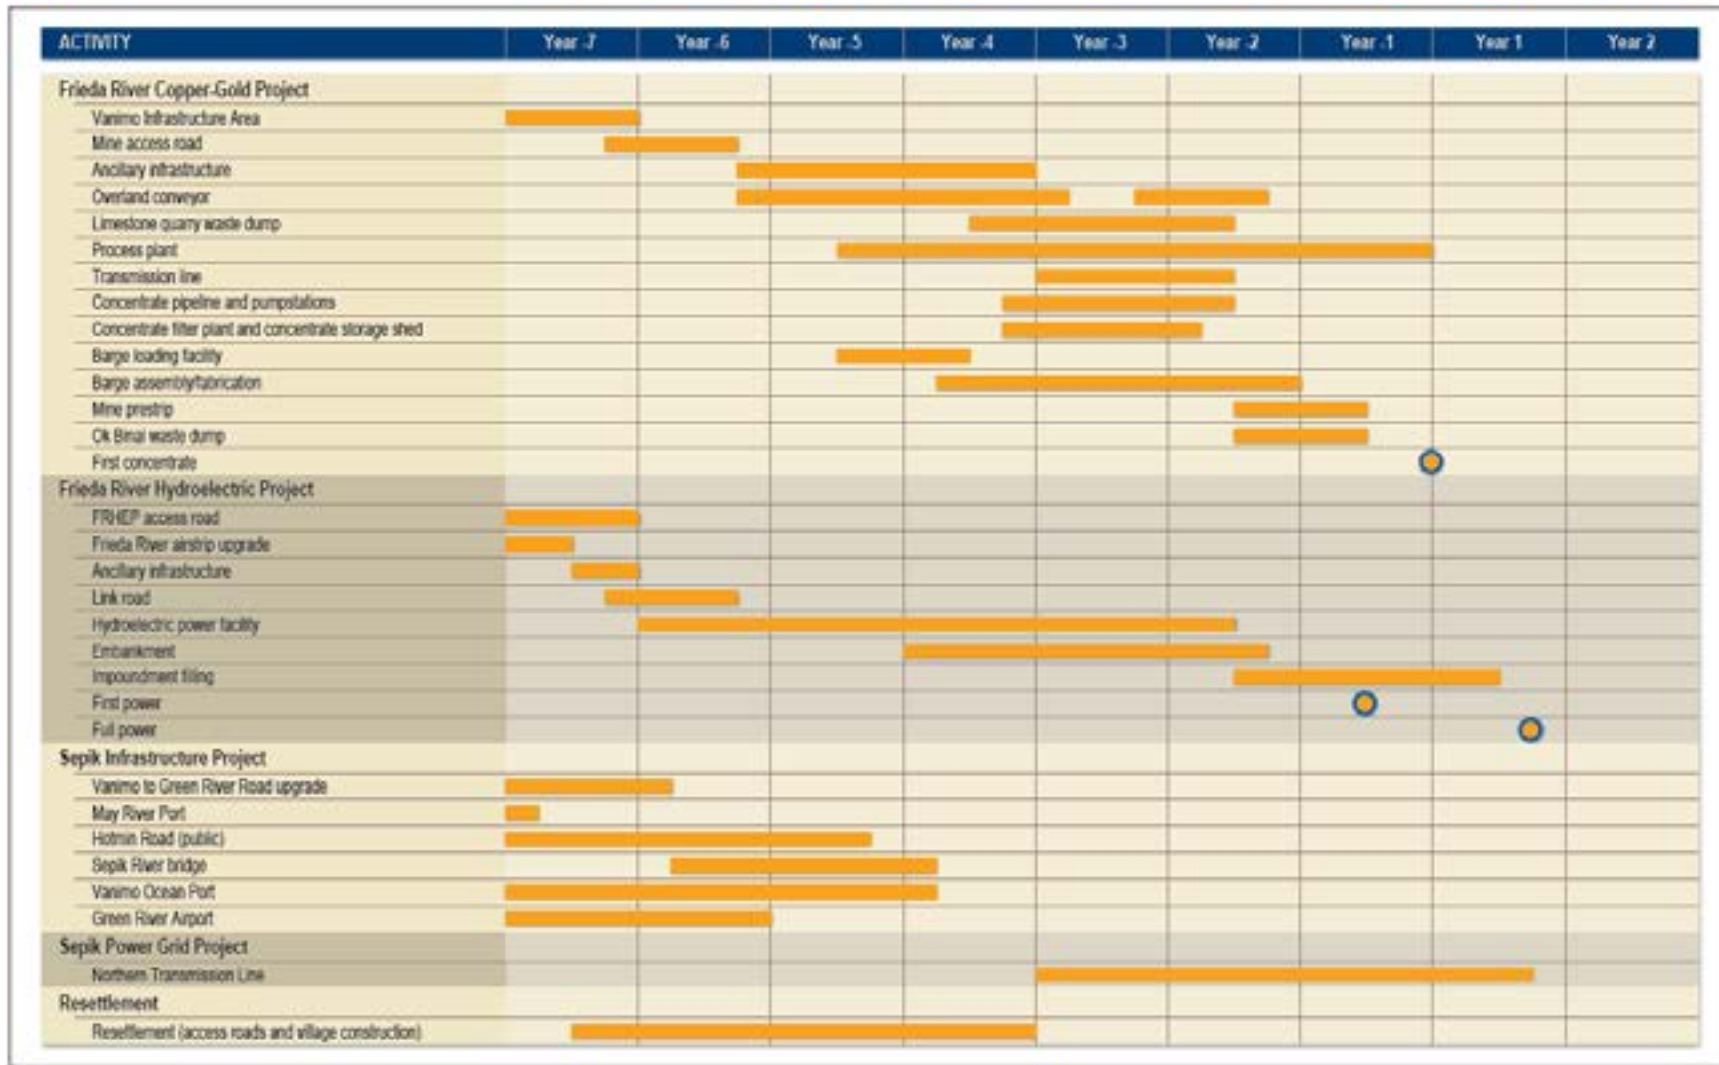 ACTIVITY Year -7 Year -6 Year -5 Year -4 Year -3 Year -2 Year -1 Year 1 Year 2
Frieda River Copper-Gold Project
Vanimo Infrastructure Area
Mine access road
Ancillary infrastructure
Overland conveyor
Limestone quarry waste dump
Process plant
Transmission line
Concentrate pipeline and pumpstations
Concentrate filter plant and concentrate storage shed
Barge loading facility
Barge assembly/fabrication
Mine prestrip
Ok Binai waste dump
First concentrate
Frieda River Hydroelectric Project
FRHEP access road
Frieda River airstrip upgrade
Ancillary infrastructure
Link road
Hydroelectric power facility
Embankment
Impoundment filling
First power
Full power
Sepik Infrastructure Project
Vanimo to Green River Road upgrade
May River Port
Hotmin Road (public)
Sepik River bridge
Vanimo Ocean Port
Green River Airport
Sepik Power Grid Project
Northern Transmission Line
Resettlement
Resettlement (access roads and village construction)